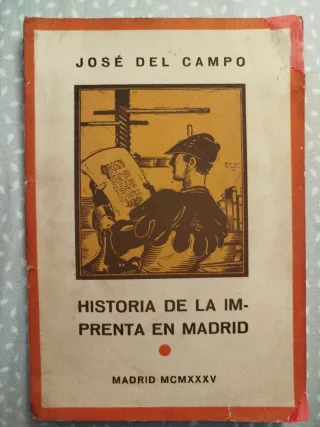 JOSÉ DEL CAMPO
HISTORIA DE LA IM-
PRENTA EN MADRID
MADRID MCMXXXV